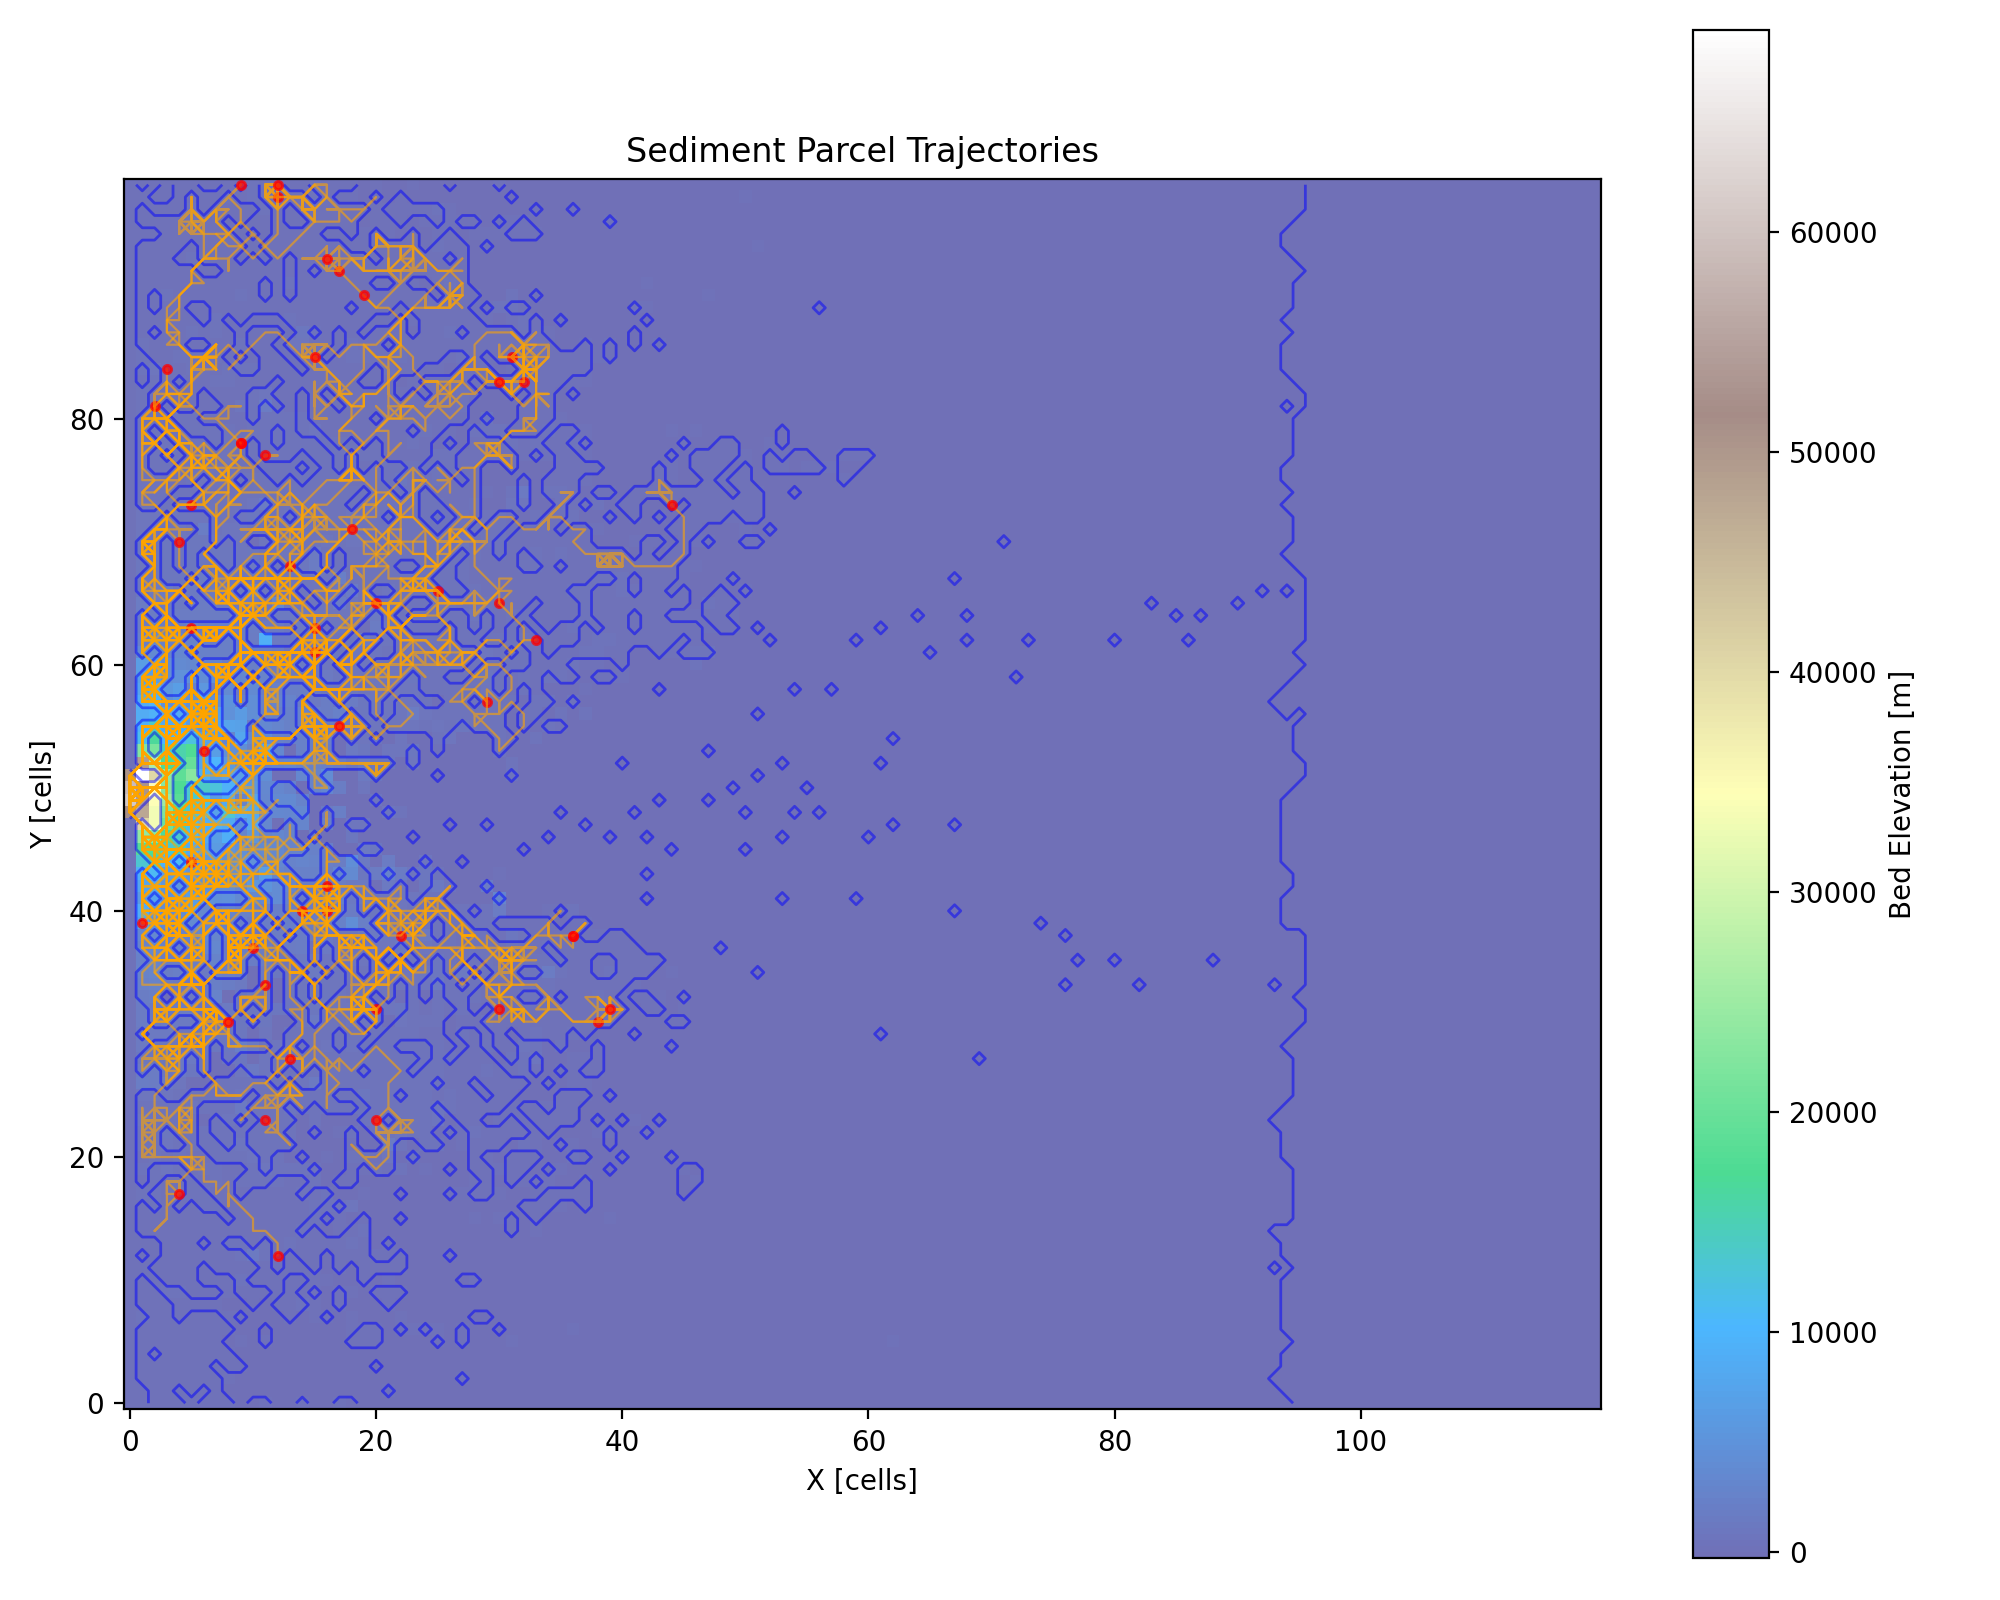 Sediment Parcel Trajectories
80
60
40
20
0
Y [cells]
0 20 40 60 80 100
X [cells]
60000
50000
40000
30000
20000
10000
0
Bed Elevation [m]